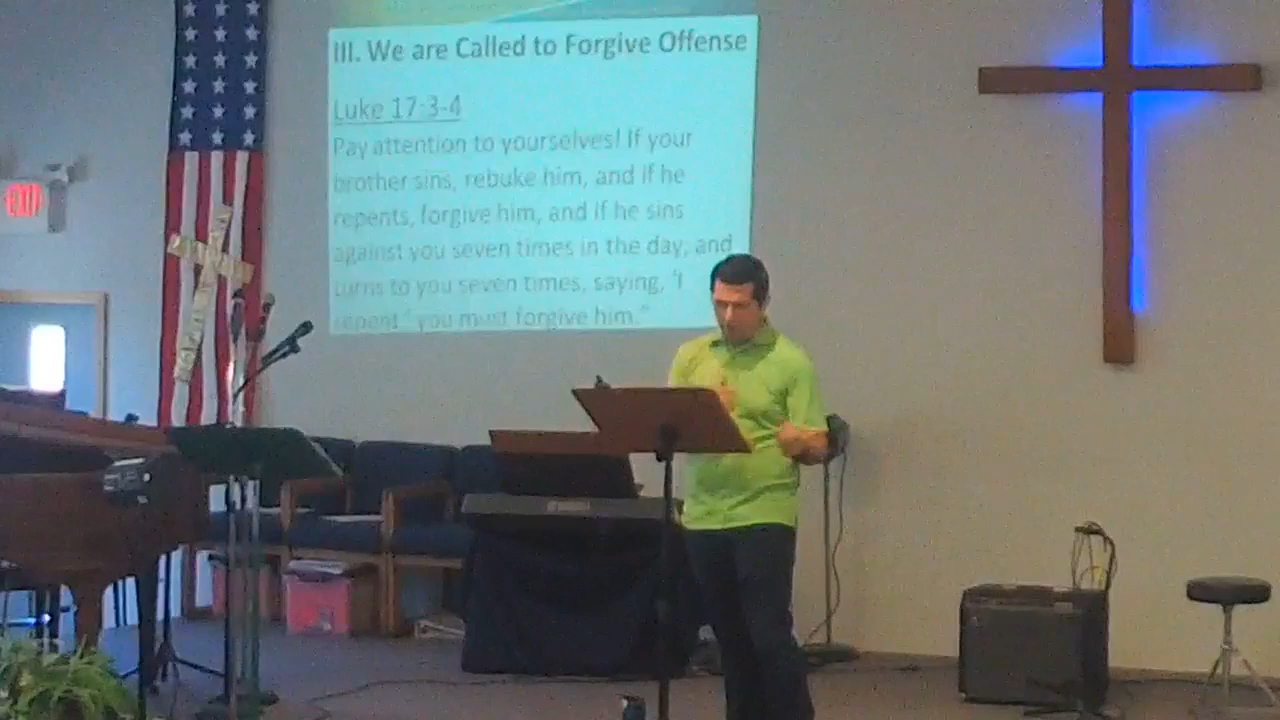 III. We are Called to Forgive Offense
Luke 17:3-4
Pay attention to yourselves! If your
brother sins, rebuke him, and if he
repents, forgive him, and if he sins
against you seven times in the day, and
turns to you seven times, saying, 'I
repent,' you must forgive him."
EXIT